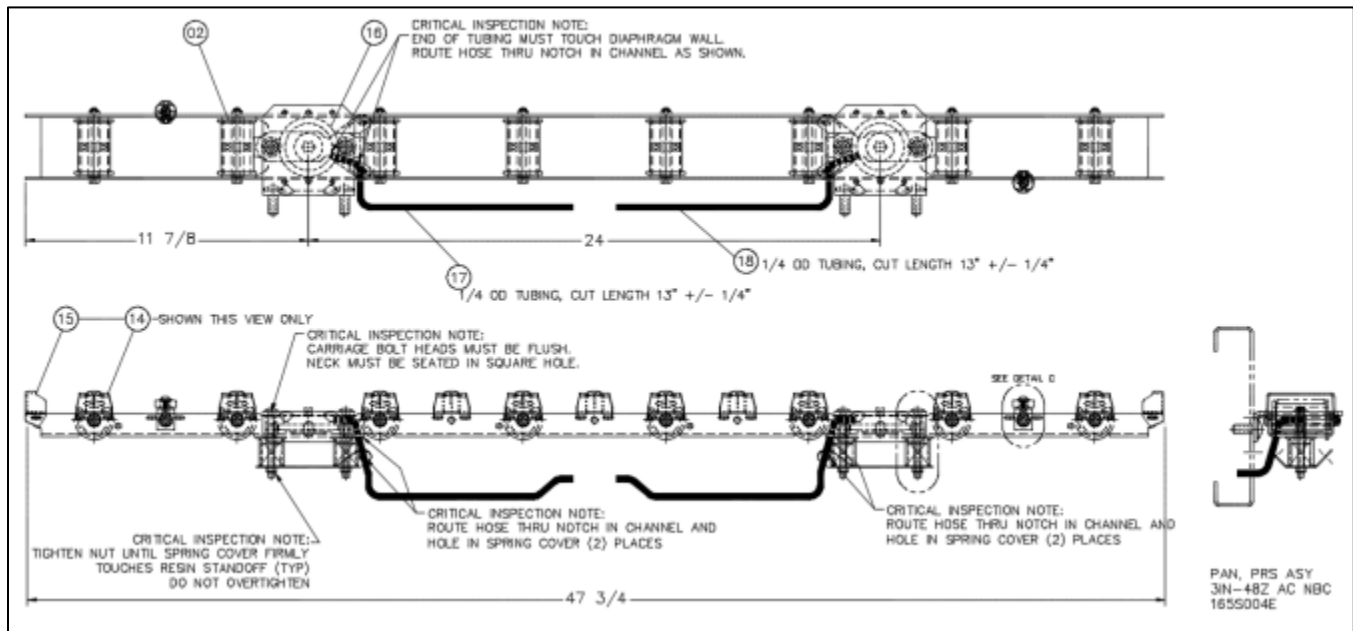 02
16
CRITICAL INSPECTION NOTE:
END OF TUBING MUST TOUCH DIAPHRAGM WALL.
ROUTE HOSE THRU NOTCH IN CHANNEL AS SHOWN.
11 7/8
24
17
1/4 OD TUBING, CUT LENGTH 13" +/- 1/4"
18
1/4 OD TUBING, CUT LENGTH 13" +/- 1/4"
15
14
SHOWN THIS VIEW ONLY
CRITICAL INSPECTION NOTE:
CARRIAGE BOLT HEADS MUST BE FLUSH.
NECK MUST BE SEATED IN SQUARE HOLE.
CRITICAL INSPECTION NOTE:
TIGHTEN NUT UNTIL SPRING COVER FIRMLY
TOUCHES RESIN STANDOFF (TYP)
DO NOT OVERTIGHTEN
CRITICAL INSPECTION NOTE:
ROUTE HOSE THRU NOTCH IN CHANNEL AND
HOLE IN SPRING COVER (2) PLACES
SEE DETAIL
CRITICAL INSPECTION NOTE:
ROUTE HOSE THRU NOTCH IN CHANNEL AND
HOLE IN SPRING COVER (2) PLACES
47 3/4
PAN, PRS ASY
3IN-48Z AC NBC
165S004E